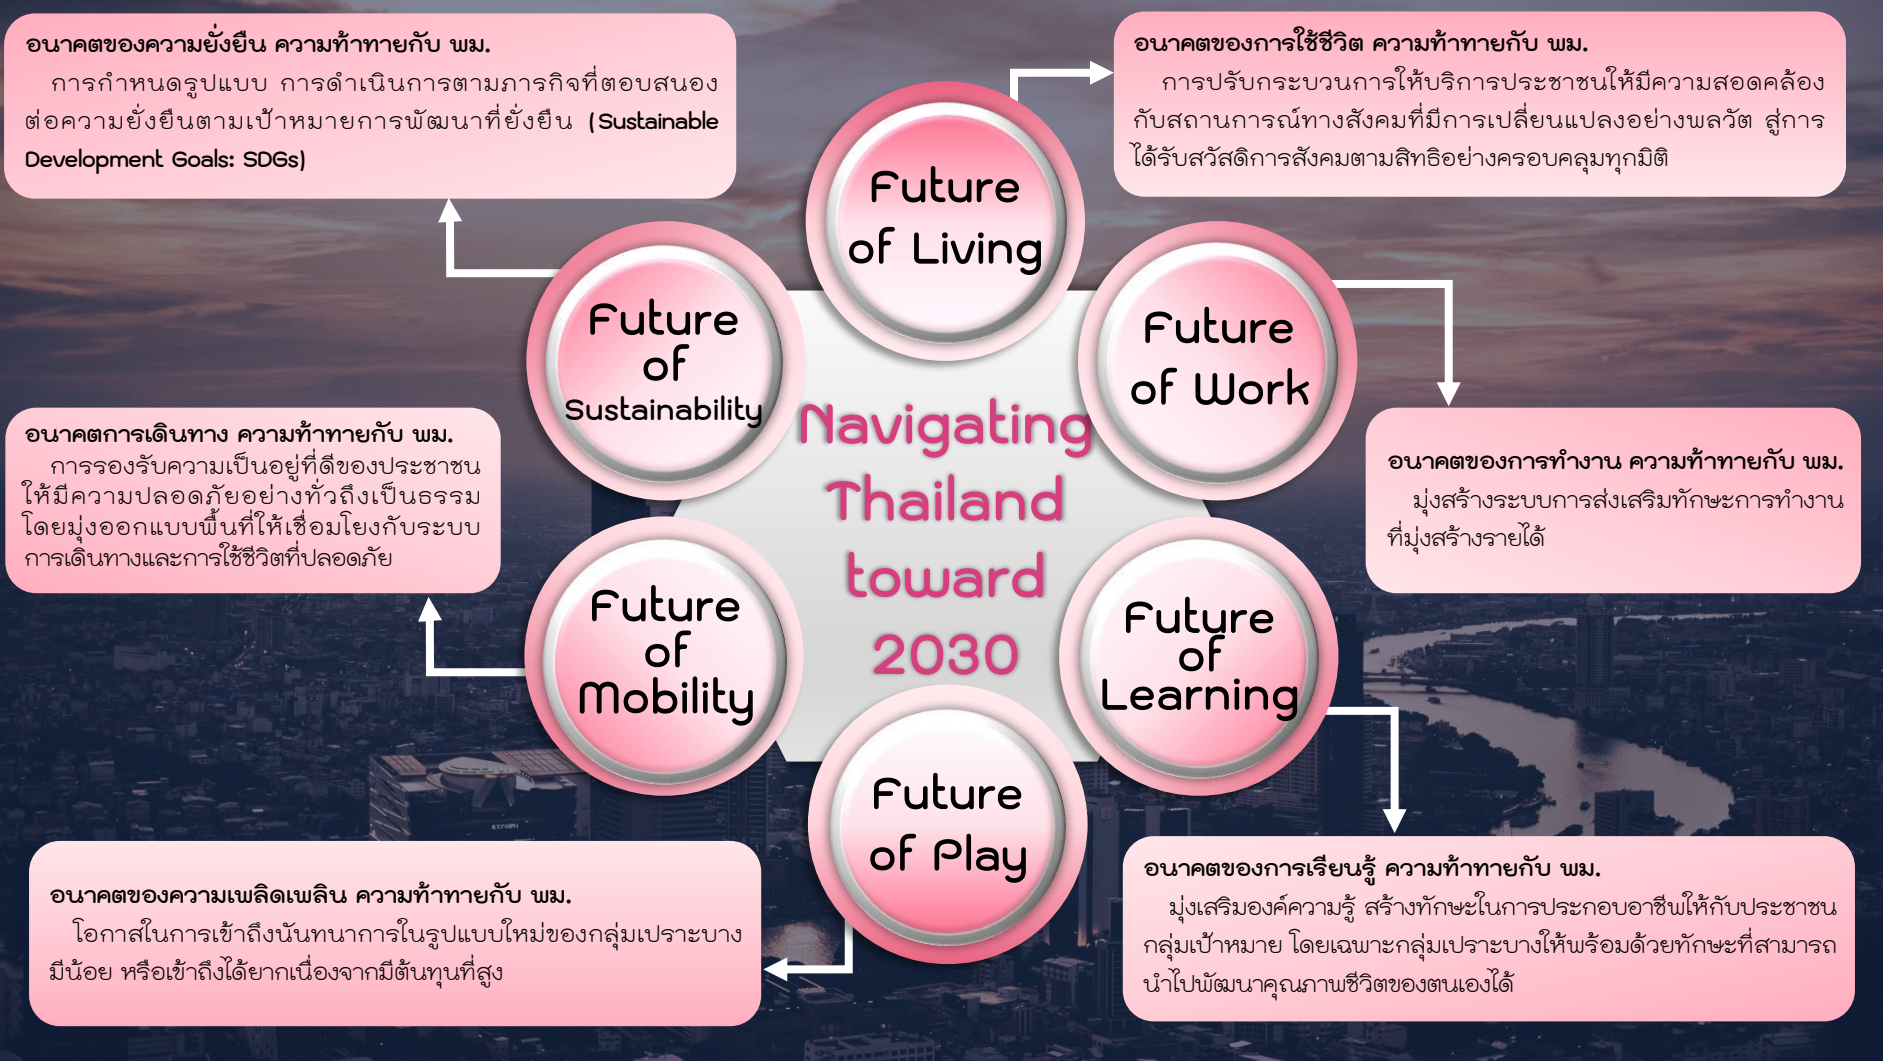 อนาคตของความยั่งยืน ความท้าทายกับ พม.
การกำหนดรูปแบบ การดำเนินการตามภารกิจที่ตอบสนอง
ต่อความยั่งยืนตามเป้าหมายการพัฒนาที่ยั่งยืน (Sustainable
Development Goals: SDGs)
อนาคตของการใช้ชีวิต ความท้าทายกับ พม.
การปรับกระบวนการให้บริการประชาชนให้มีความสอดคล้อง
กับสถานการณ์ทางสังคมที่มีการเปลี่ยนแปลงอย่างพลวัต สู่การ
ได้รับสวัสดิการสังคมตามสิทธิอย่างครอบคลุมทุกมิติ
Future
of Living
Future
of
Sustainability
Future
of Work
Navigating
Thailand
toward
2030
อนาคตการเดินทาง ความท้าทายกับ พม.
การรองรับความเป็นอยู่ที่ดีของประชาชน
ให้มีความปลอดภัยอย่างทั่วถึงเป็นธรรม
โดยมุ่งออกแบบพื้นที่ให้เชื่อมโยงกับระบบ
การเดินทางและการใช้ชีวิตที่ปลอดภัย
อนาคตของการทำงาน ความท้าทายกับ พม.
มุ่งสร้างระบบการส่งเสริมทักษะการทำงาน
ที่มุ่งสร้างรายได้
Future
of
Mobility
Future
of
Learning
Future
of Play
ICONSIAM
อนาคตของความเพลิดเพลิน ความท้าทายกับ พม.
โอกาสในการเข้าถึงนันทนาการในรูปแบบใหม่ของกลุ่มเปราะบาง
มีน้อย หรือเข้าถึงได้ยากเนื่องจากมีต้นทุนที่สูง
อนาคตของการเรียนรู้ ความท้าทายกับ พม.
มุ่งเสริมองค์ความรู้ สร้างทักษะในการประกอบอาชีพให้กับประชาชน
กลุ่มเป้าหมาย โดยเฉพาะกลุ่มเปราะบางให้พร้อมด้วยทักษะที่สามารถ
นำไปพัฒนาคุณภาพชีวิตของตนเองได้